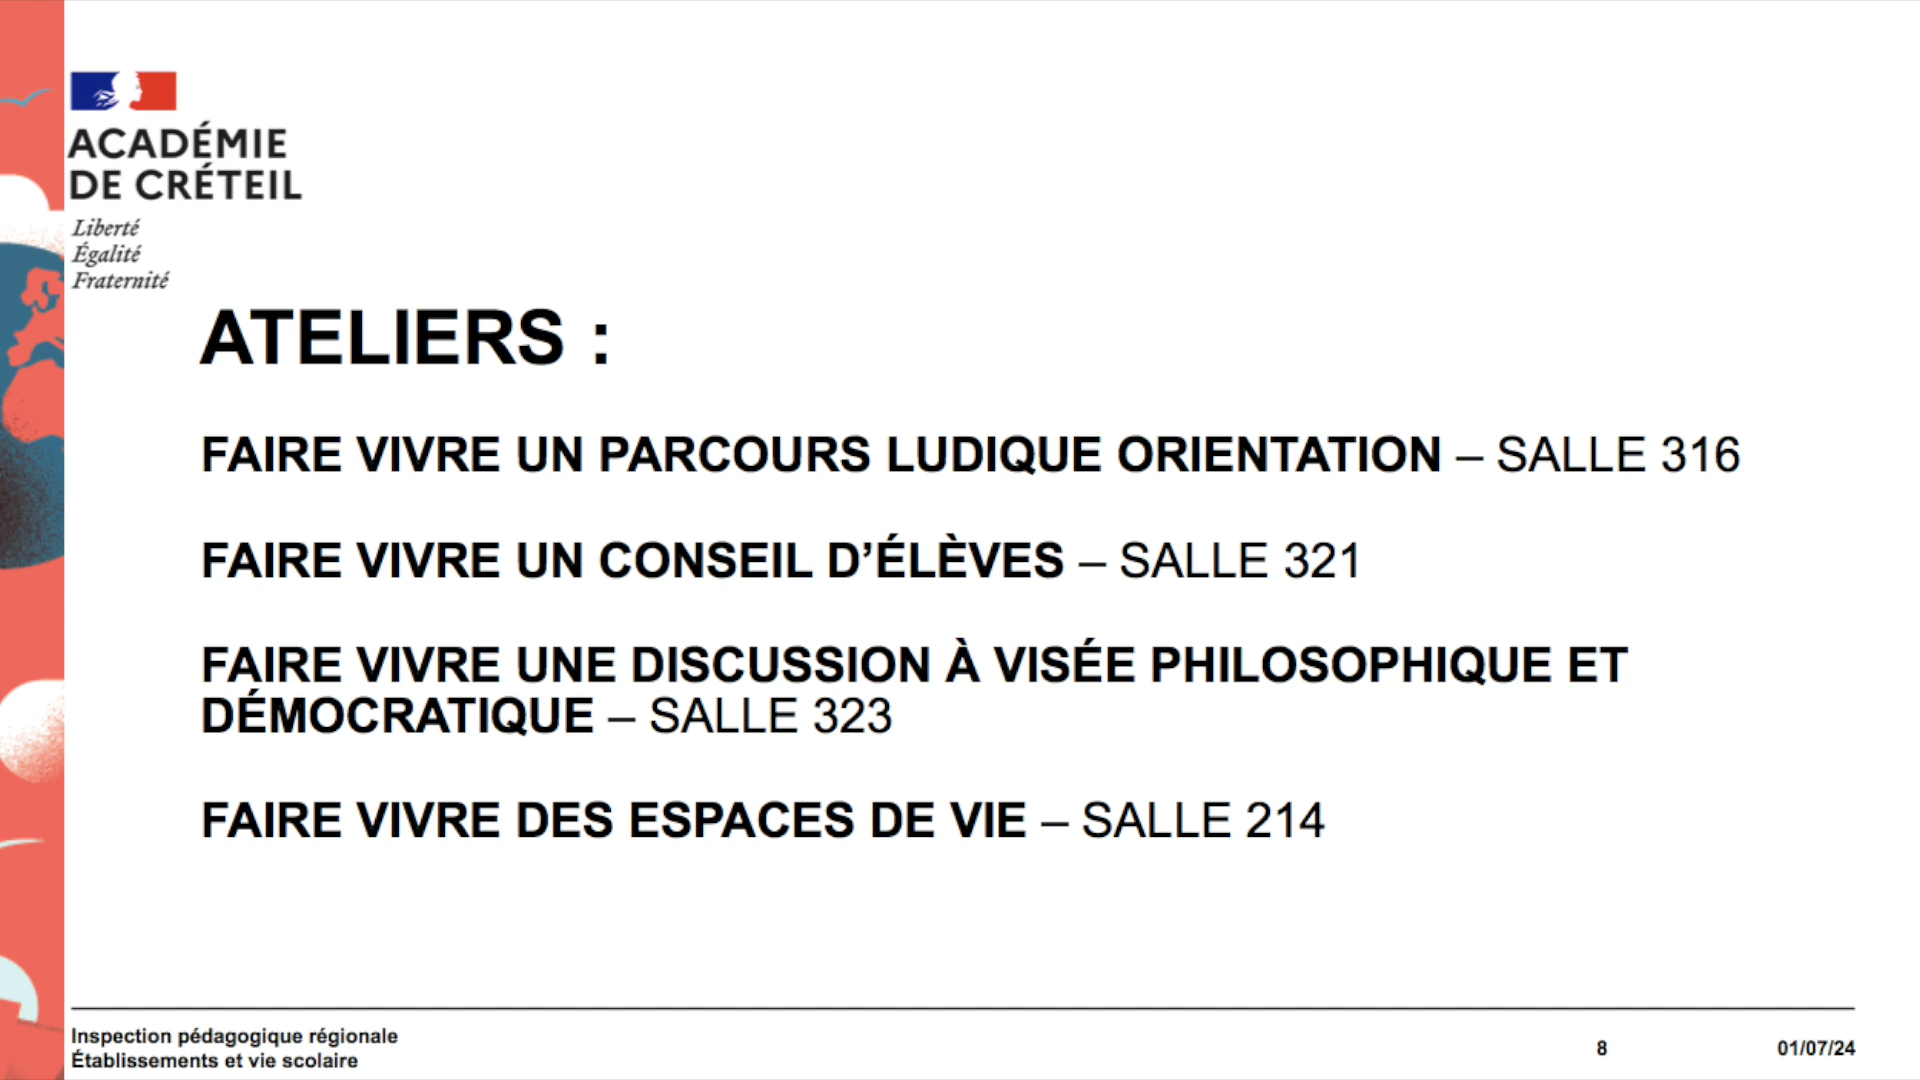 ACADÉMIE
DE CRÉTEIL
Liberté
Égalité
Fraternité
ATELIERS :
FAIRE VIVRE UN PARCOURS LUDIQUE ORIENTATION – SALLE 316
FAIRE VIVRE UN CONSEIL D’ÉLÈVES – SALLE 321
FAIRE VIVRE UNE DISCUSSION À VISÉE PHILOSOPHIQUE ET
DÉMOCRATIQUE – SALLE 323
FAIRE VIVRE DES ESPACES DE VIE – SALLE 214
Inspection pédagogique régionale
Établissements et vie scolaire
8
01/07/24